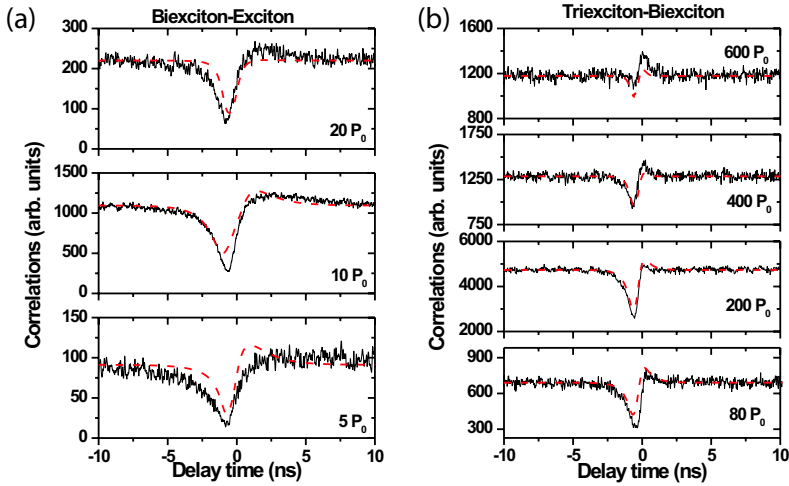 (a) Biexciton-Exciton
300
200
100
0
20 P0
1500
1000
500
0
10 P0
150
100
50
0
5 P0
-10 -5 0 5 10
Delay time (ns)
Correlations (arb. units)
(b) Triexciton-Biexciton
1600
1200
800
600 P0
1750
1250
750
400 P0
6000
4000
2000
200 P0
900
600
300
80 P0
-10 -5 0 5 10
Delay time (ns)
Correlations (arb. units)